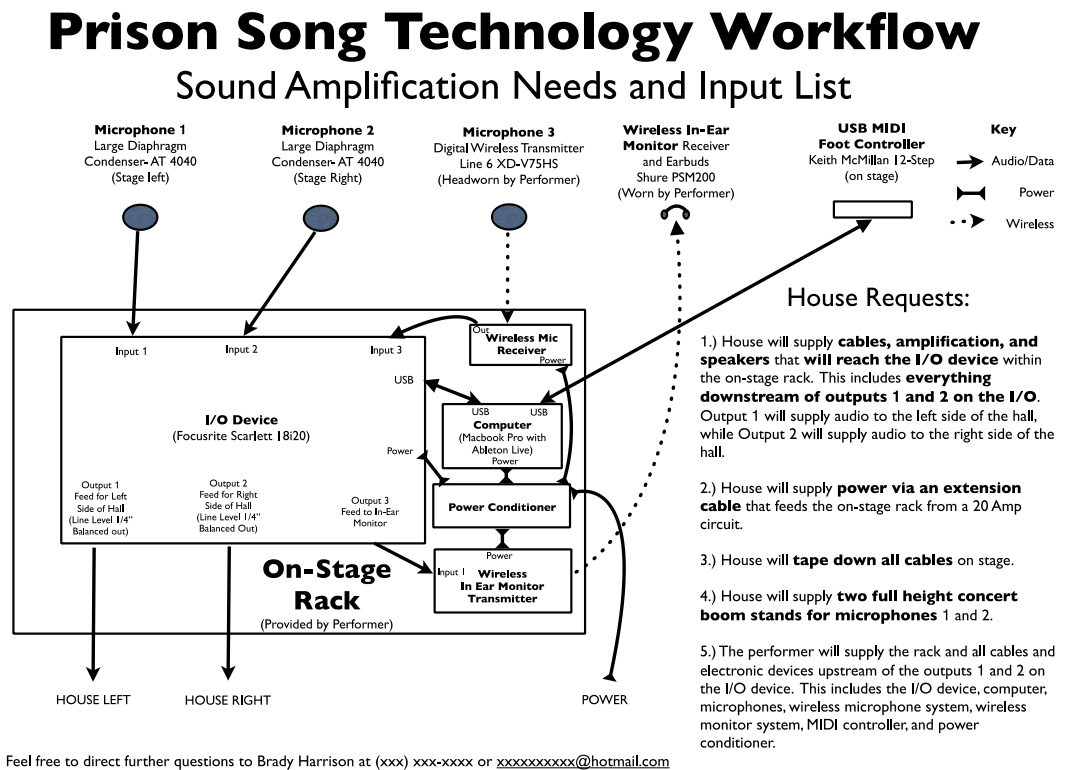 Prison Song Technology Workflow
Sound Amplification Needs and Input List
Microphone 1
Large Diaphragm
Condenser- AT 4040
(Stage left)
Microphone 2
Large Diaphragm
Condenser- AT 4040
(Stage Right)
Microphone 3
Digital Wireless Transmitter
Line 6 XD-V75HS
(Headworn by Performer)
Wireless In-Ear
Monitor Receiver
and Earbuds
Shure PSM200
(Worn by Performer)
USB MIDI
Foot Controller
Keith McMillan 12-Step
(on stage)
Key
Audio/Data
Power
Wireless
Input 1
Input 2
Input 3
USB
I/O Device
(Focusrite Scarlett 18i20)
Power
Output 1
Feed for Left
Side of Hall
(Line Level 1/4"
Balanced out)
Output 2
Feed for Right
Side of Hall
(Line Level 1/4"
Balanced Out)
Output 3
Feed to In-Ear
Monitor
Out
Wireless Mic
Receiver
Power
USB USB
Computer
(Macbook Pro with
Ableton Live)
Power
Power Conditioner
Power
Input 1
Wireless
In Ear Monitor
Transmitter
On-Stage
Rack
(Provided by Performer)
HOUSE LEFT
HOUSE RIGHT
POWER
House Requests:
1.) House will supply cables, amplification, and
speakers that will reach the I/O device within
the on-stage rack. This includes everything
downstream of outputs 1 and 2 on the I/O.
Output 1 will supply audio to the left side of the hall,
while Output 2 will supply audio to the right side of the
hall.
2.) House will supply power via an extension
cable that feeds the on-stage rack from a 20 Amp
circuit.
3.) House will tape down all cables on stage.
4.) House will supply two full height concert
boom stands for microphones 1 and 2.
5.) The performer will supply the rack and all cables and
electronic devices upstream of the outputs 1 and 2 on
the I/O device. This includes the I/O device, computer,
microphones, wireless microphone system, wireless
monitor system, MIDI controller, and power
conditioner.
Feel free to direct further questions to Brady Harrison at (xxx) xxx-xxxx or xxxxxxxxxx@hotmail.com